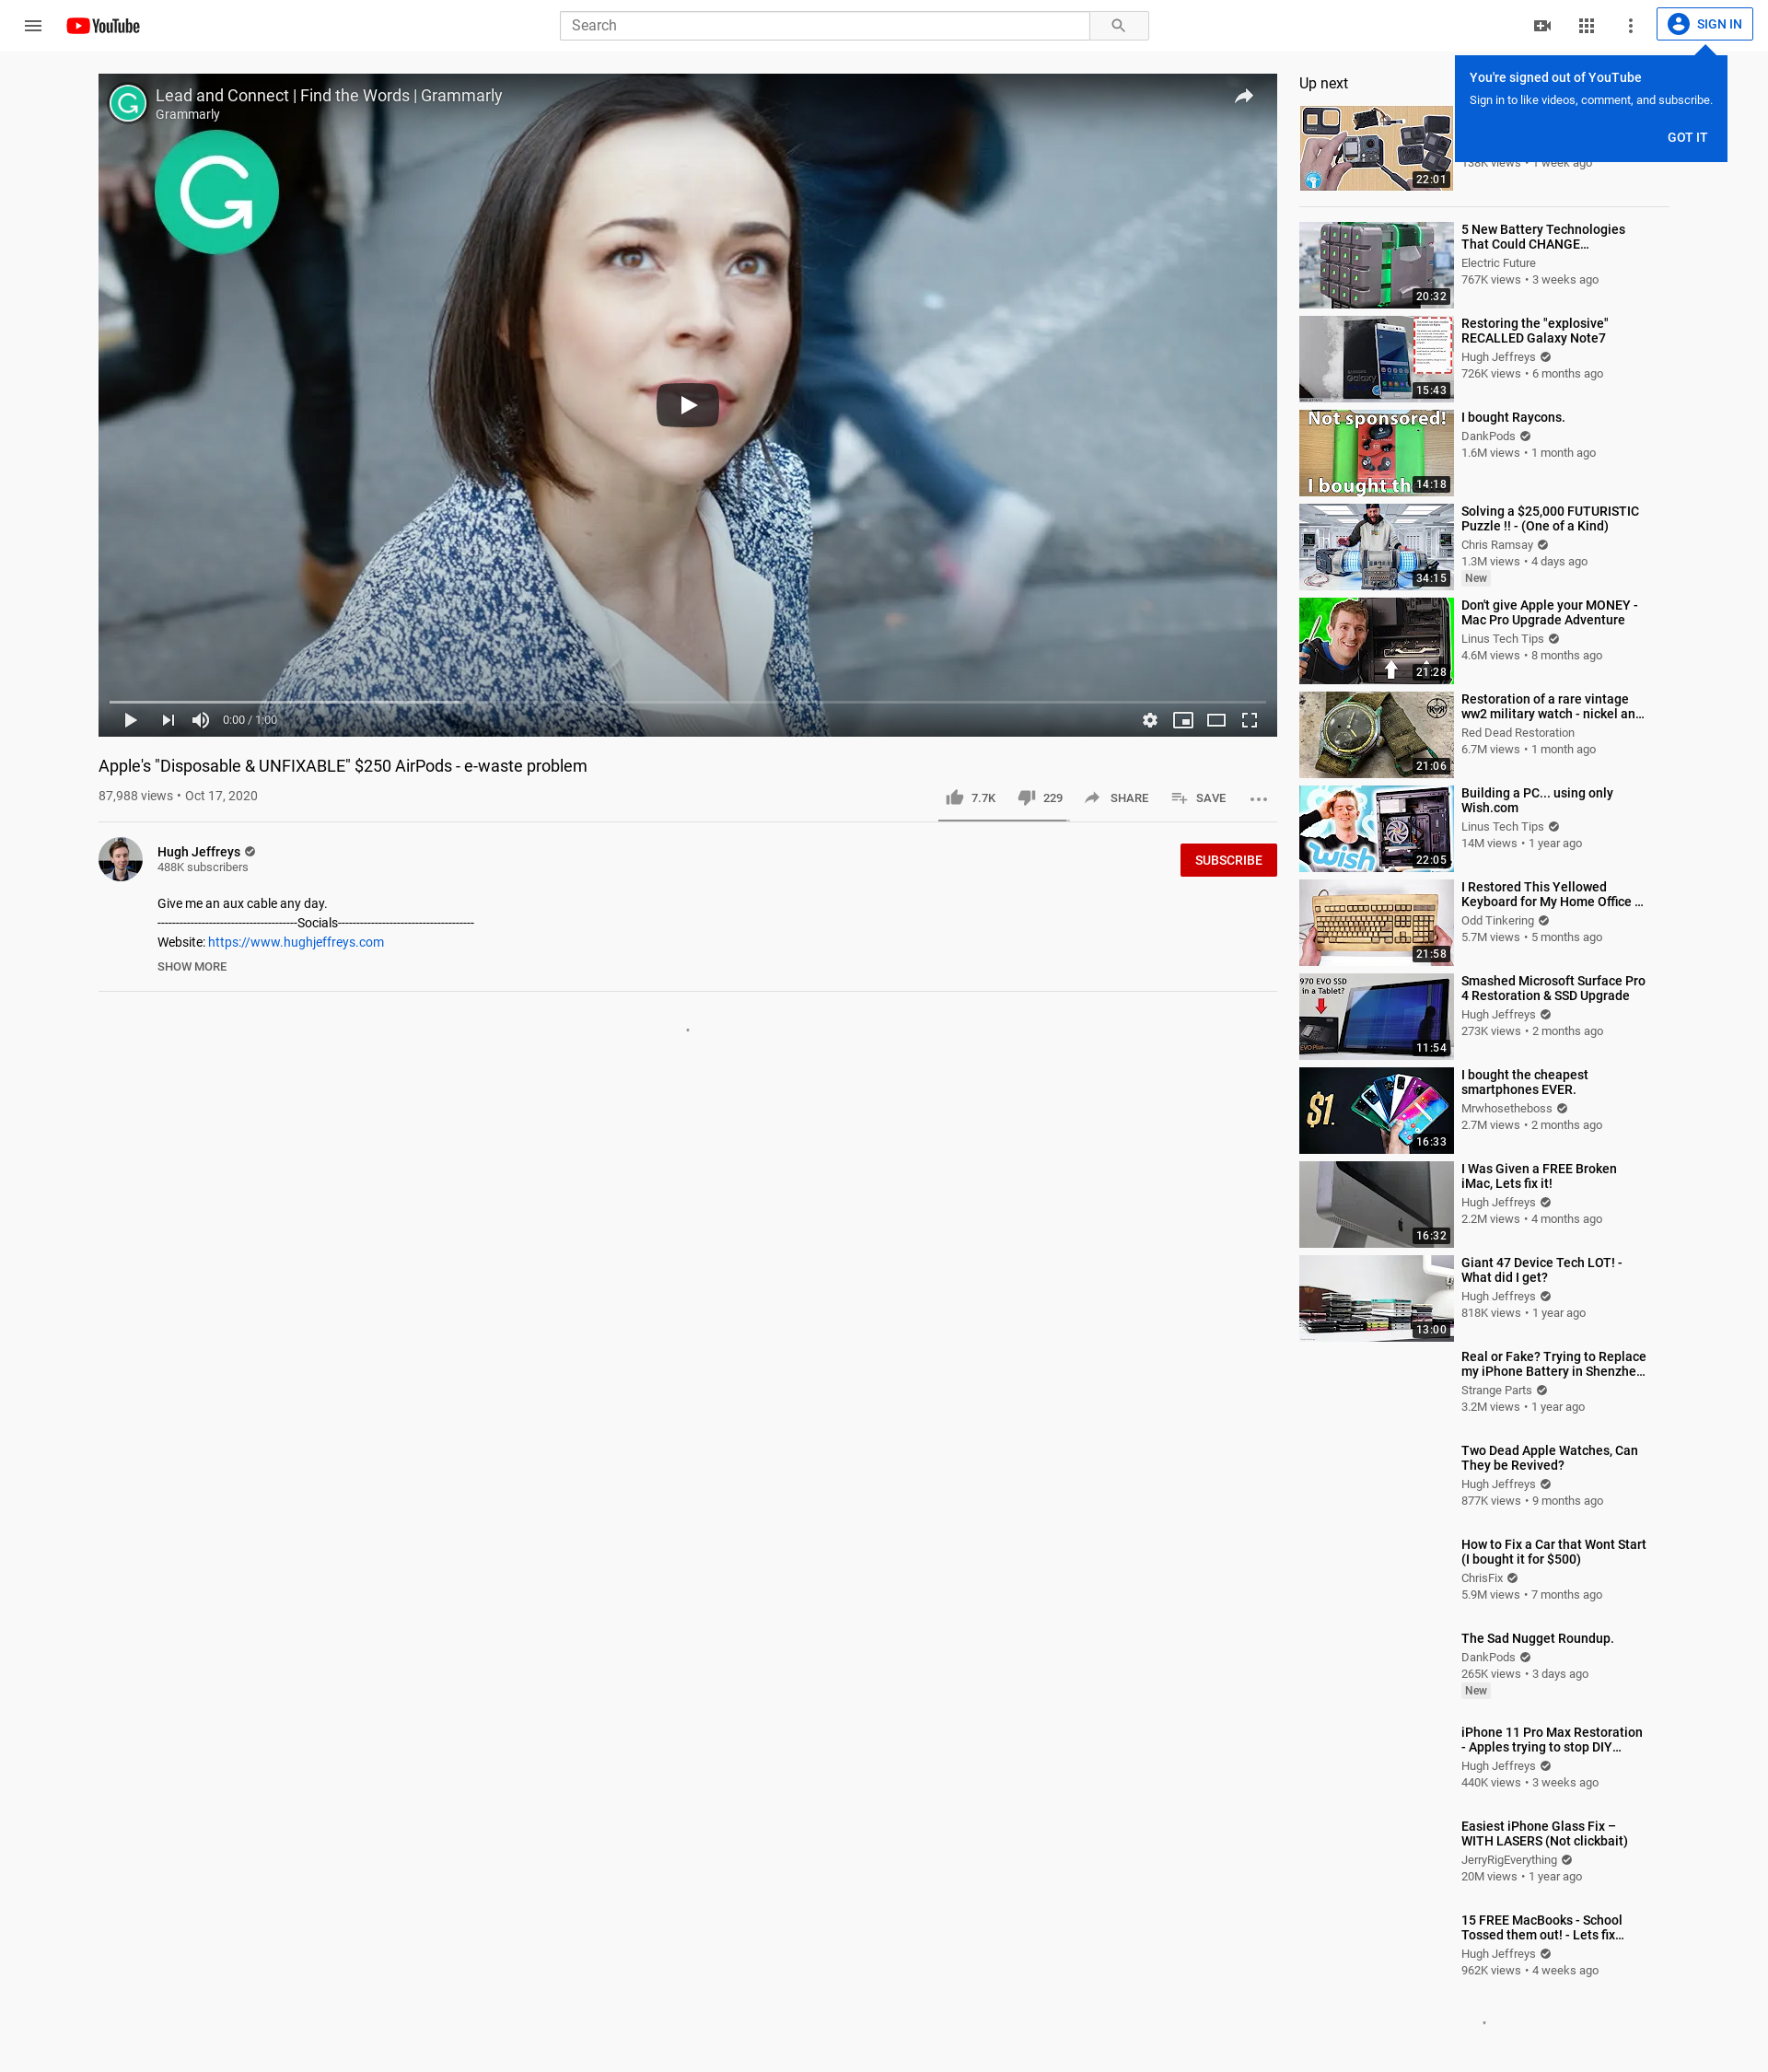 YouTube
Search
SIGN IN
You're signed out of YouTube
Sign in to like videos, comment, and subscribe.
GOT IT
Lead and Connect | Find the Words | Grammarly
Grammarly
0:00 / 1:00
Apple's "Disposable & UNFIXABLE" $250 AirPods - e-waste problem
87,988 views • Oct 17, 2020
7.7K
229
SHARE
SAVE
Hugh Jeffreys
488K subscribers
SUBSCRIBE
Give me an aux cable any day.
--------------------------------------Socials-------------------------------------
Website: https://www.hughjeffreys.com
SHOW MORE
Up next
22:01
138K views • 1 week ago
20:32
5 New Battery Technologies
That Could CHANGE…
Electric Future
767K views • 3 weeks ago
15:43
Restoring the "explosive"
RECALLED Galaxy Note7
Hugh Jeffreys
726K views • 6 months ago
Not sponsored!
I bought th
14:18
I bought Raycons.
DankPods
1.6M views • 1 month ago
34:15
Solving a $25,000 FUTURISTIC
Puzzle !! - (One of a Kind)
Chris Ramsay
1.3M views • 4 days ago
New
21:28
Don't give Apple your MONEY -
Mac Pro Upgrade Adventure
Linus Tech Tips
4.6M views • 8 months ago
21:06
Restoration of a rare vintage
ww2 military watch - nickel an…
Red Dead Restoration
6.7M views • 1 month ago
wish
22:05
Building a PC... using only
Wish.com
Linus Tech Tips
14M views • 1 year ago
21:58
I Restored This Yellowed
Keyboard for My Home Office …
Odd Tinkering
5.7M views • 5 months ago
970 EVO SSD
in a Tablet?
EVO Plus
11:54
Smashed Microsoft Surface Pro
4 Restoration & SSD Upgrade
Hugh Jeffreys
273K views • 2 months ago
$1.
16:33
I bought the cheapest
smartphones EVER.
Mrwhosetheboss
2.7M views • 2 months ago
16:32
I Was Given a FREE Broken
iMac, Lets fix it!
Hugh Jeffreys
2.2M views • 4 months ago
13:00
Giant 47 Device Tech LOT! -
What did I get?
Hugh Jeffreys
818K views • 1 year ago
Real or Fake? Trying to Replace
my iPhone Battery in Shenzhe…
Strange Parts
3.2M views • 1 year ago
Two Dead Apple Watches, Can
They be Revived?
Hugh Jeffreys
877K views • 9 months ago
How to Fix a Car that Wont Start
(I bought it for $500)
ChrisFix
5.9M views • 7 months ago
The Sad Nugget Roundup.
DankPods
265K views • 3 days ago
New
iPhone 11 Pro Max Restoration
- Apples trying to stop DIY…
Hugh Jeffreys
440K views • 3 weeks ago
Easiest iPhone Glass Fix –
WITH LASERS (Not clickbait)
JerryRigEverything
20M views • 1 year ago
15 FREE MacBooks - School
Tossed them out! - Lets fix…
Hugh Jeffreys
962K views • 4 weeks ago